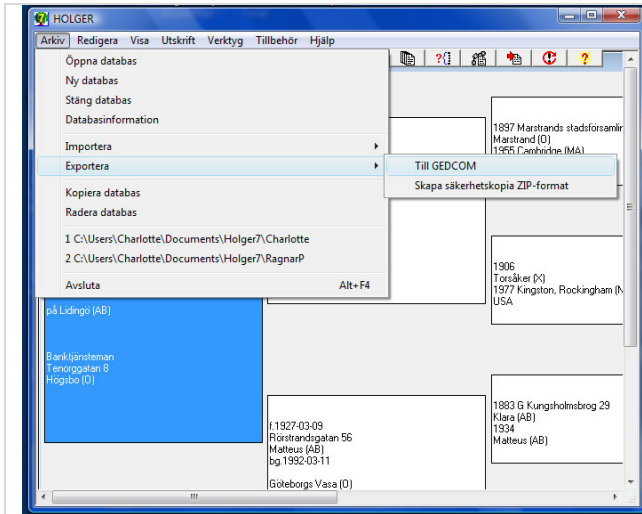 HOLGER
Arkiv Redigera Visa Utskrift Verktyg Tillbehör Hjälp
Öppna databas
Ny databas
Stäng databas
Databasinformation
Importera
Exportera
Till GEDCOM
Skapa säkerhetskopia ZIP-format
Kopiera databas
Radera databas
1 C:\Users\Charlotte\Documents\Holger7\Charlotte
2 C:\Users\Charlotte\Documents\Holger7\RagnarP
Avsluta Alt+F4
1897 Marstrands stadsförsamlir
Marstrand (O)
1955 Cambridge (MA)
1906
Torsåker (X)
1977 Kingston, Rockingham (N
USA
på Lidingö (AB)
Banktjänsteman
Tenorggatan 8
Högsbo (O)
f.1927-03-09
Rörstrandsgatan 56
Matteus (AB)
bg.1992-03-11
Göteborgs Vasa (O)
1883 G Kungsholmsbrog 29
Klara (AB)
1934
Matteus (AB)